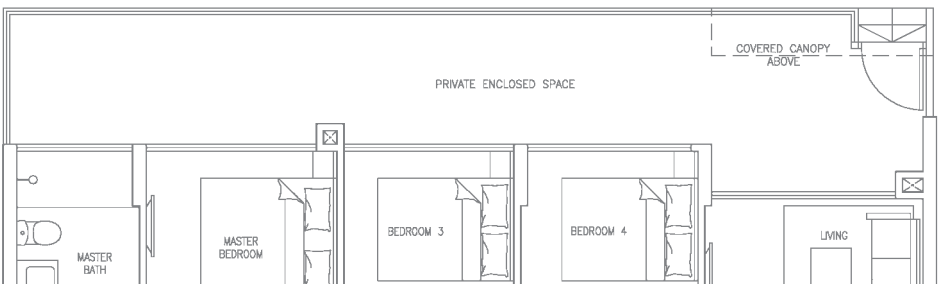 COVERED CANOPY
ABOVE
PRIVATE ENCLOSED SPACE
MASTER
BATH
MASTER
BEDROOM
BEDROOM 3
BEDROOM 4
LIVING